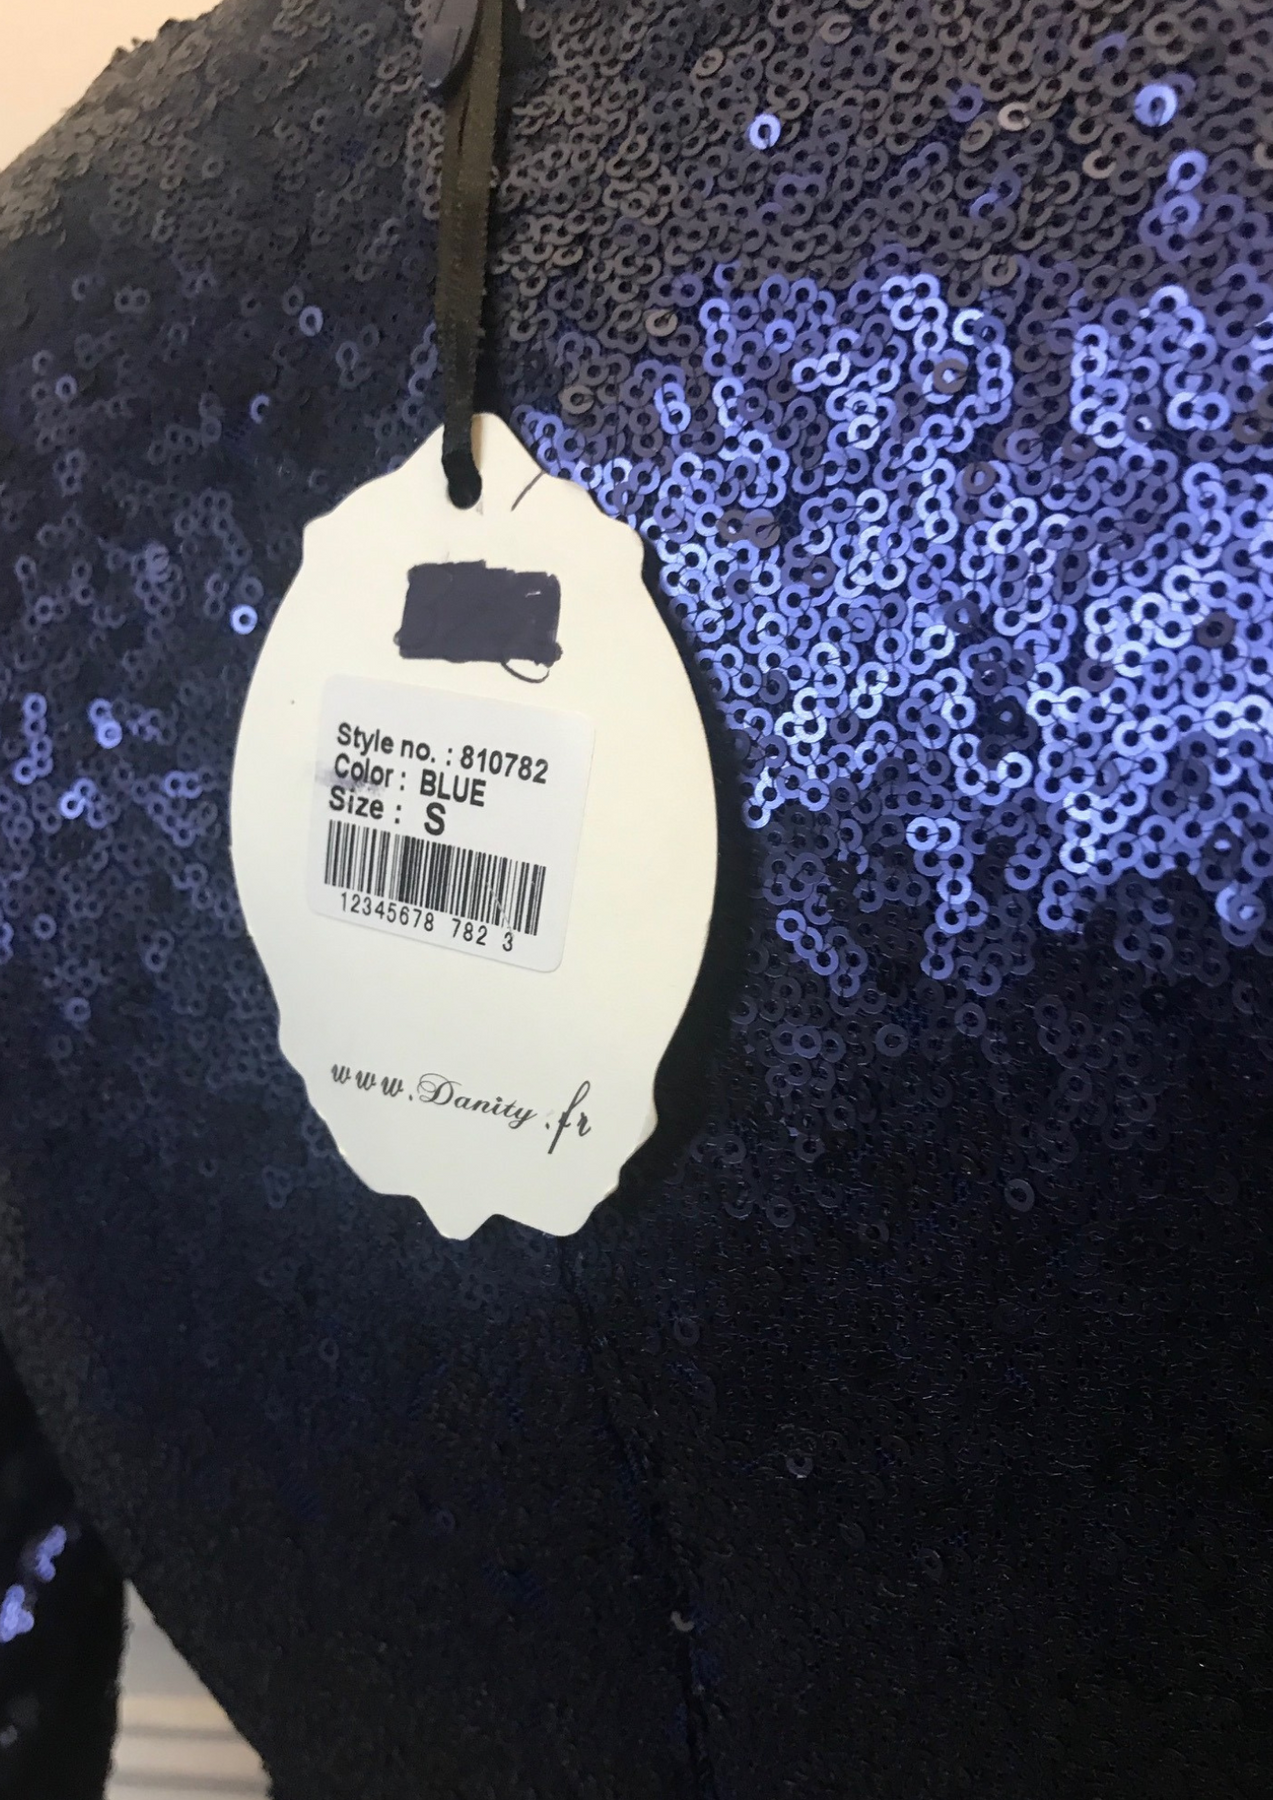 Style no. : 810782
Color : BLUE
Size : S
12345678 782 3
www.Danity.fr